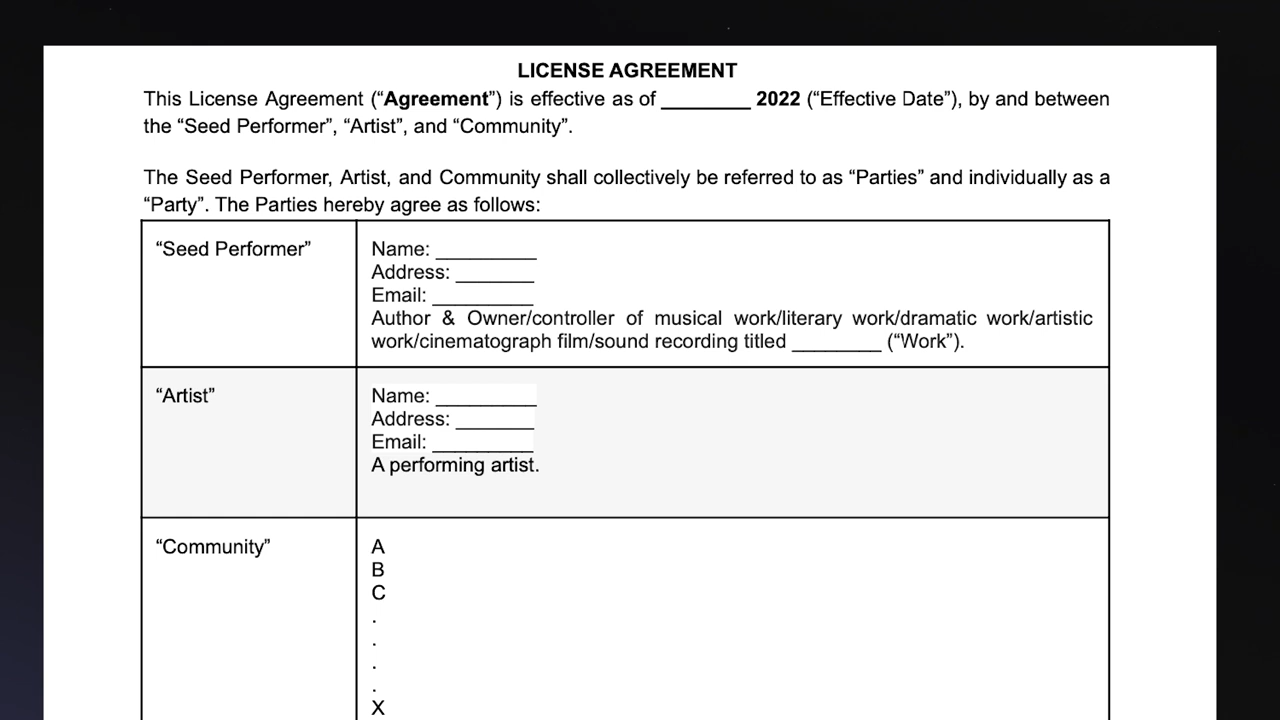 LICENSE AGREEMENT
This License Agreement (“Agreement”) is effective as of ________ 2022 (“Effective Date”), by and between
the “Seed Performer”, “Artist”, and “Community”.
The Seed Performer, Artist, and Community shall collectively be referred to as “Parties” and individually as a
“Party”. The Parties hereby agree as follows:
“Seed Performer”
Name: _________
Address: _______
Email: _________
Author & Owner/controller of musical work/literary work/dramatic work/artistic
work/cinematograph film/sound recording titled ________ (“Work”).
“Artist”
Name: _________
Address: _______
Email: _________
A performing artist.
“Community”
A
B
C
.
.
.
.
X